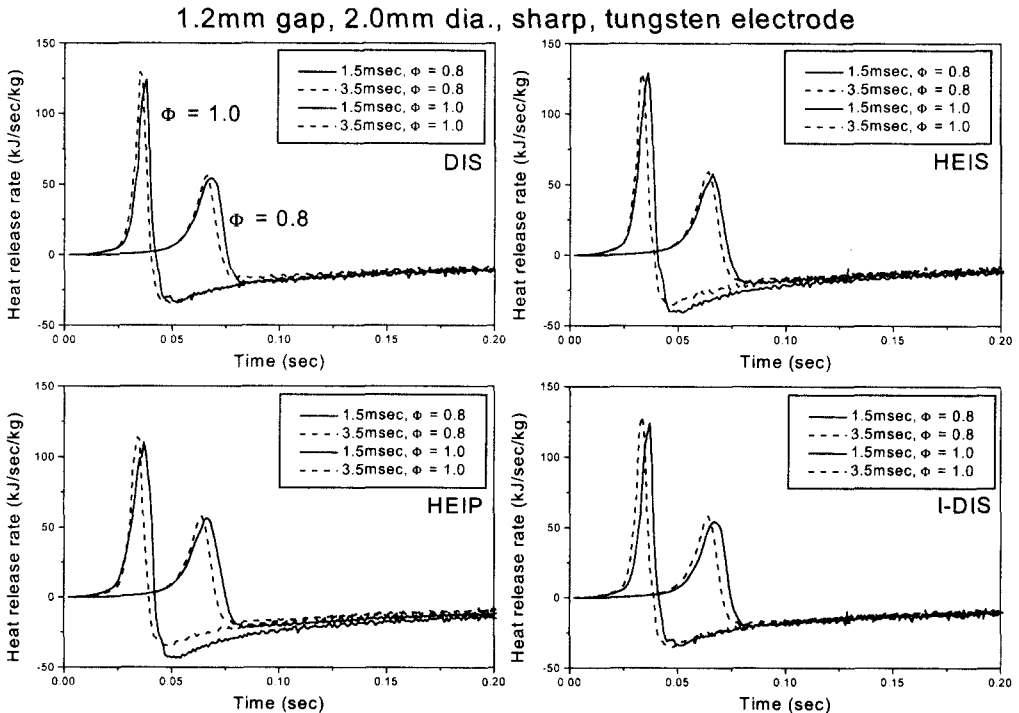 1.2mm gap, 2.0mm dia., sharp, tungsten electrode
150
100
50
0
-50
0.00
0.05
0.10
0.15
0.20
Heat release rate (kJ/sec/kg)
Time (sec)
1.5msec, Φ = 0.8
3.5msec, Φ = 0.8
1.5msec, Φ = 1.0
3.5msec, Φ = 1.0
DIS
Φ = 1.0
Φ = 0.8
150
100
50
0
-50
0.00
0.05
0.10
0.15
0.20
Heat release rate (kJ/sec/kg)
Time (sec)
1.5msec, Φ = 0.8
3.5msec, Φ = 0.8
1.5msec, Φ = 1.0
3.5msec, Φ = 1.0
HEIS
150
100
50
0
-50
0.00
0.05
0.10
0.15
0.20
Heat release rate (kJ/sec/kg)
Time (sec)
1.5msec, Φ = 0.8
3.5msec, Φ = 0.8
1.5msec, Φ = 1.0
3.5msec, Φ = 1.0
HEIP
150
100
50
0
-50
0.00
0.05
0.10
0.15
0.20
Heat release rate (kJ/sec/kg)
Time (sec)
1.5msec, Φ = 0.8
3.5msec, Φ = 0.8
1.5msec, Φ = 1.0
3.5msec, Φ = 1.0
I-DIS